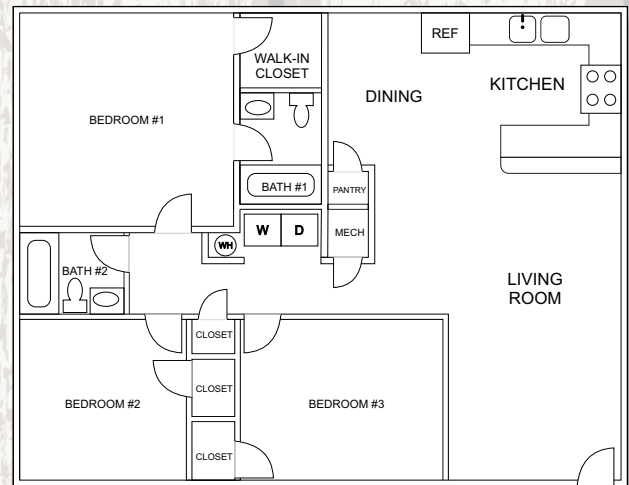 REF
WALK-IN
CLOSET
KITCHEN
DINING
BEDROOM #1
BATH #1
PANTRY
W D
MECH
WH
BATH #2
LIVING
ROOM
CLOSET
CLOSET
BEDROOM #2
BEDROOM #3
CLOSET